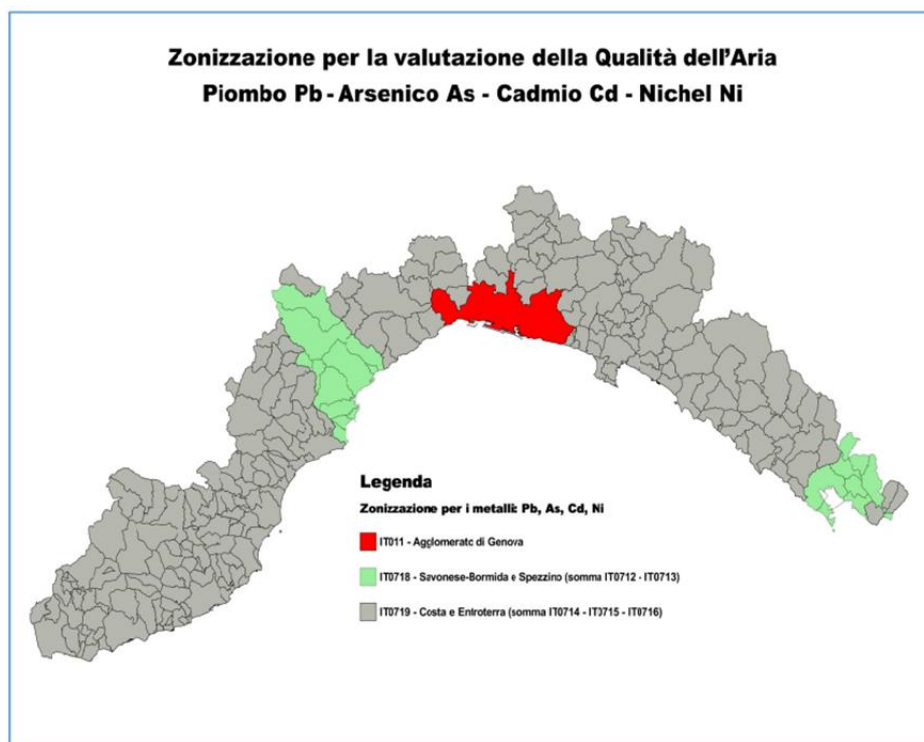 Zonizzazione per la valutazione della Qualità dell'Aria
Piombo Pb - Arsenico As - Cadmio Cd - Nichel Ni
Legenda
Zonizzazione per i metalli: Pb, As, Cd, Ni
IT011 - Agglomerato di Genova
IT0718 - Savonese-Bormida e Spezzino (somma IT0712 - IT0713)
IT0719 - Costa e Entroterra (somma IT0714 - IT0715 - IT0716)